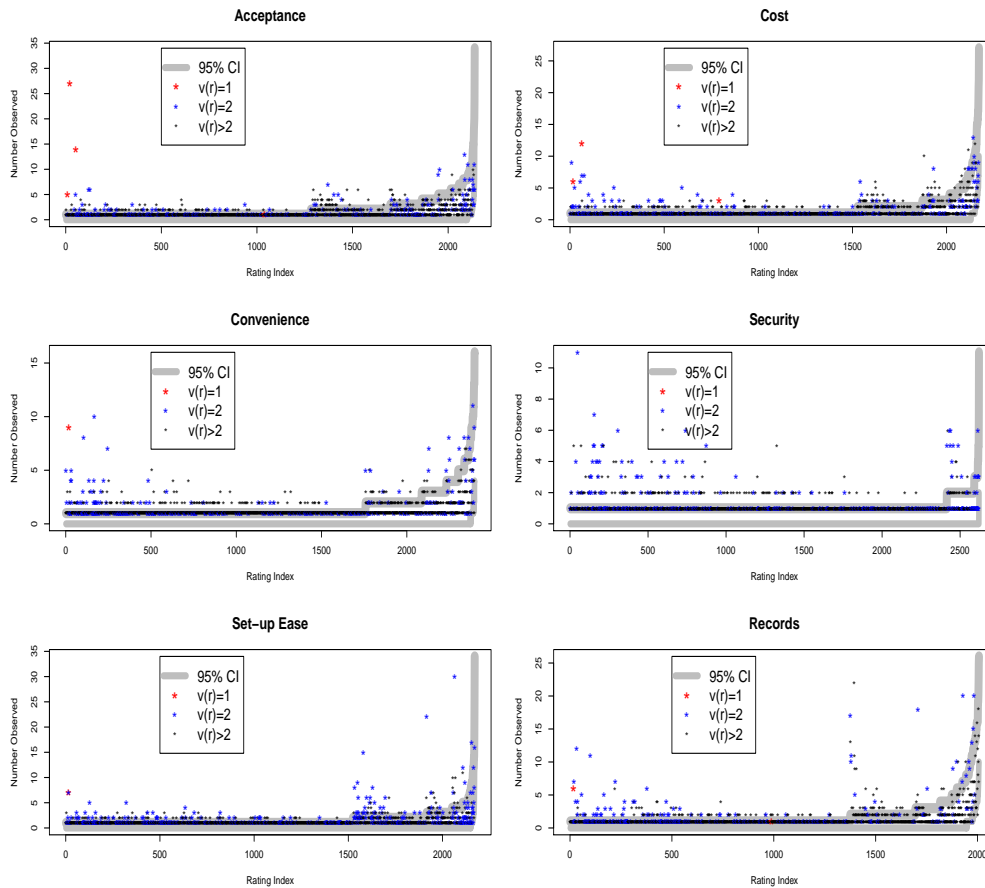 Acceptance
Number Observed
0 5 10 15 20 25 30 35
95% CI
v(r)=1
v(r)=2
v(r)>2
0 500 1000 1500 2000
Rating Index
Cost
Number Observed
0 5 10 15 20 25
95% CI
v(r)=1
v(r)=2
v(r)>2
0 500 1000 1500 2000
Rating Index
Convenience
Number Observed
0 5 10 15
95% CI
v(r)=1
v(r)=2
v(r)>2
0 500 1000 1500 2000
Rating Index
Security
Number Observed
0 2 4 6 8 10
95% CI
v(r)=1
v(r)=2
v(r)>2
0 500 1000 1500 2000 2500
Rating Index
Set−up Ease
Number Observed
0 5 10 15 20 25 30 35
95% CI
v(r)=1
v(r)=2
v(r)>2
0 500 1000 1500 2000
Rating Index
Records
Number Observed
0 5 10 15 20 25
95% CI
v(r)=1
v(r)=2
v(r)>2
0 500 1000 1500 2000
Rating Index